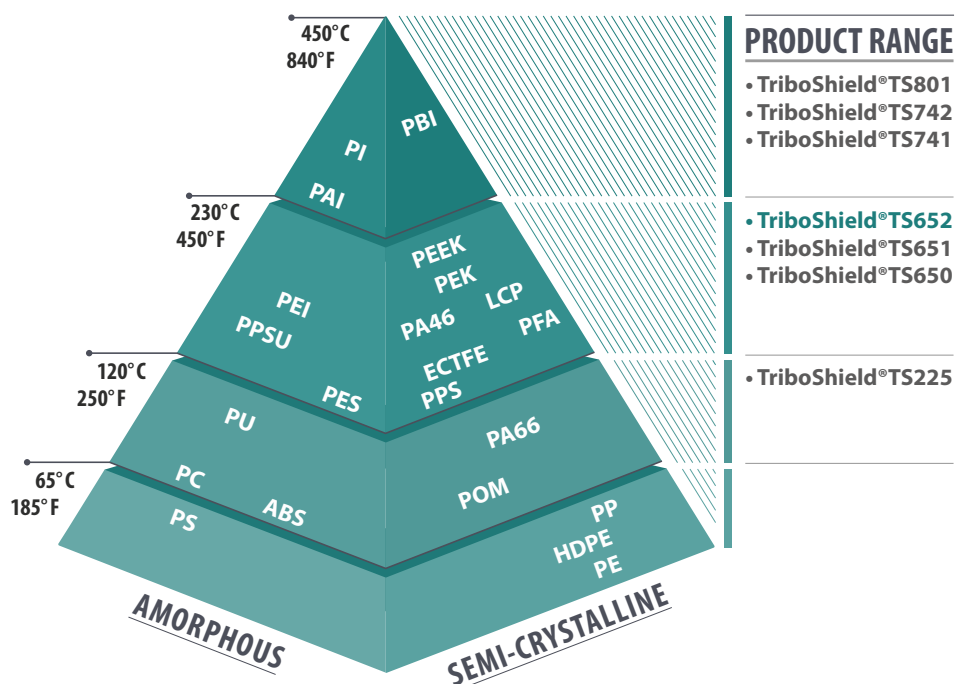 450°C
840°F
PRODUCT RANGE
• TriboShield®TS801
• TriboShield®TS742
• TriboShield®TS741
PBI
PI
PAI
230°C
450°F
• TriboShield®TS652
• TriboShield®TS651
• TriboShield®TS650
PEEK
PEK
LCP
PEI
PA46
PFA
PPSU
ECTFE
PPS
PES
120°C
250°F
• TriboShield®TS225
PU
PA66
65°C
185°F
PC
POM
ABS
PS
PP
HDPE
PE
AMORPHOUS
SEMI-CRYSTALLINE